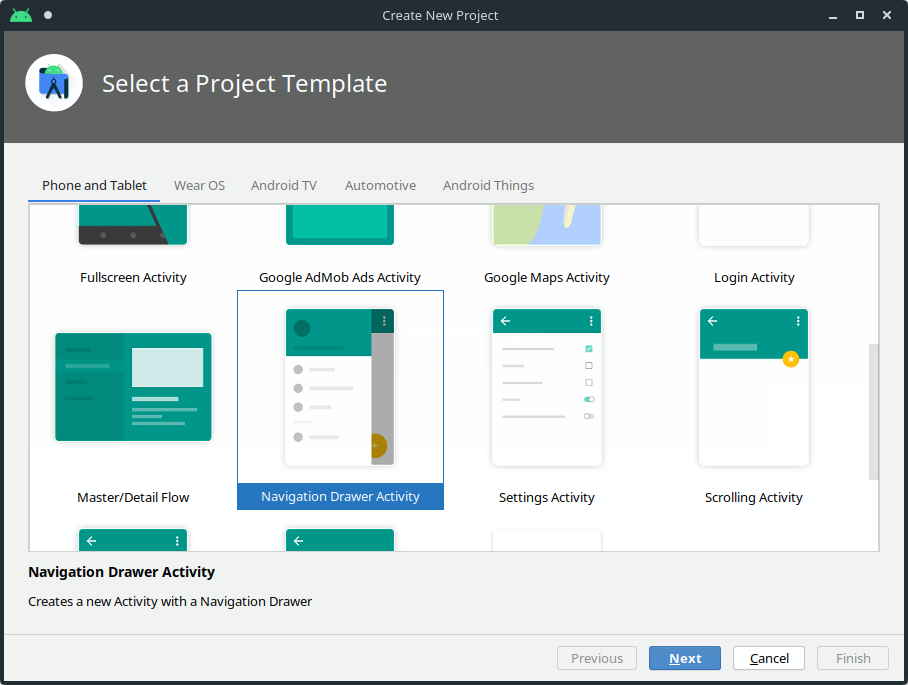 Create New Project
Select a Project Template
Phone and Tablet Wear OS Android TV Automotive Android Things
Fullscreen Activity Google AdMob Ads Activity Google Maps Activity Login Activity
Master/Detail Flow Navigation Drawer Activity Settings Activity Scrolling Activity
Navigation Drawer Activity
Creates a new Activity with a Navigation Drawer
Previous Next Cancel Finish